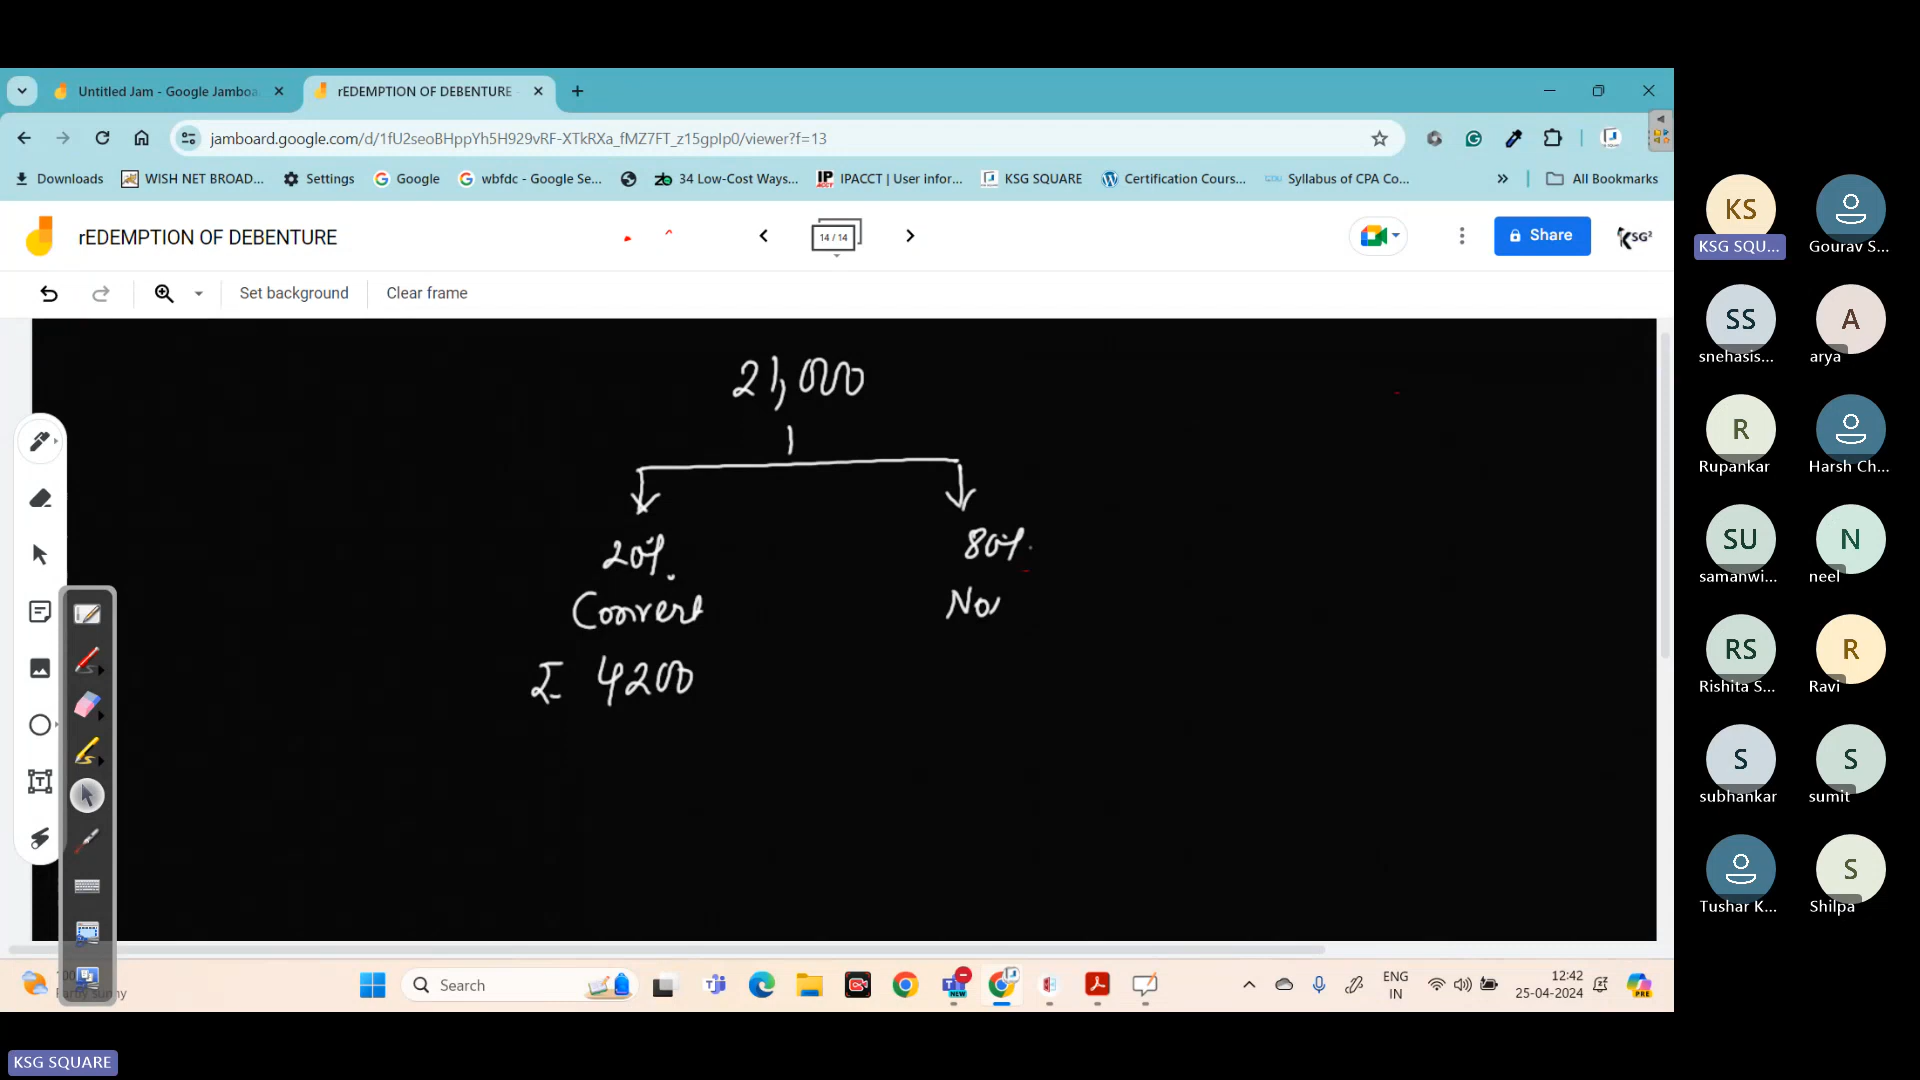 Untitled Jam - Google Jamboa
rEDEMPTION OF DEBENTURE -
jamboard.google.com/d/1fU2seoBHppYh5H929vRF-XTkRXa_fMZ7FT_z15gpIp0/viewer?f=13
Downloads WISH NET BROAD... Settings Google wbfdc - Google Se... 34 Low-Cost Ways... IPACCT | User infor... KSG SQUARE Certification Cours... Syllabus of CPA Co... » All Bookmarks
rEDEMPTION OF DEBENTURE
14 / 14
Share
KSG²
Set background Clear frame
21,000
20% 80%
Convert No
4200
Search
ENG
IN
12:42
25-04-2024
Partly sunny
KS
KSG SQU...
Gourav S...
SS
snehasis...
A
arya
R
Rupankar
Harsh Ch...
SU
samanwi...
N
neel
RS
Rishita S...
R
Ravi
S
subhankar
S
sumit
Tushar K...
S
Shilpa
KSG SQUARE